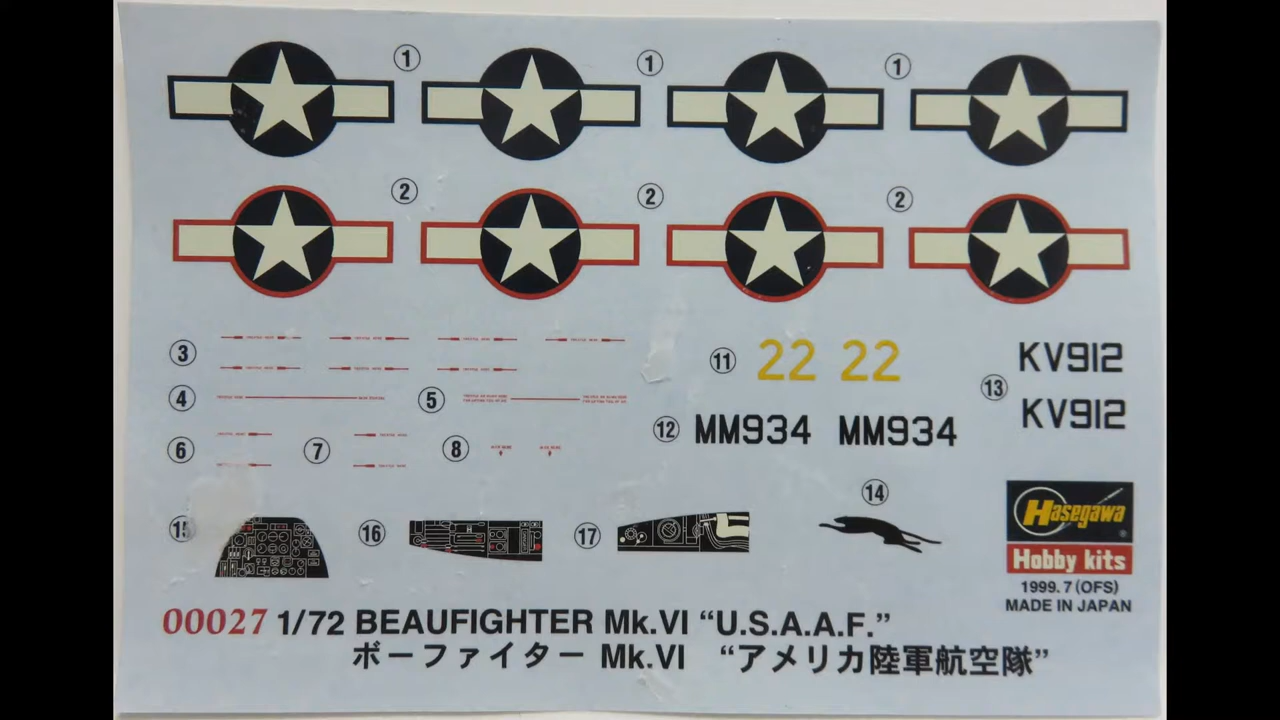 1 1 1
2 2 2
3
11 22 22
KV912
13
4
5
KV912
12 MM934 MM934
6
7
8
14
15
16
17
Hasegawa
®
Hobby kits
1999. 7 (OFS)
MADE IN JAPAN
00027 1/72 BEAUFIGHTER Mk.VI “U.S.A.A.F.”
ボーファイター Mk.VI “アメリカ陸軍航空隊”